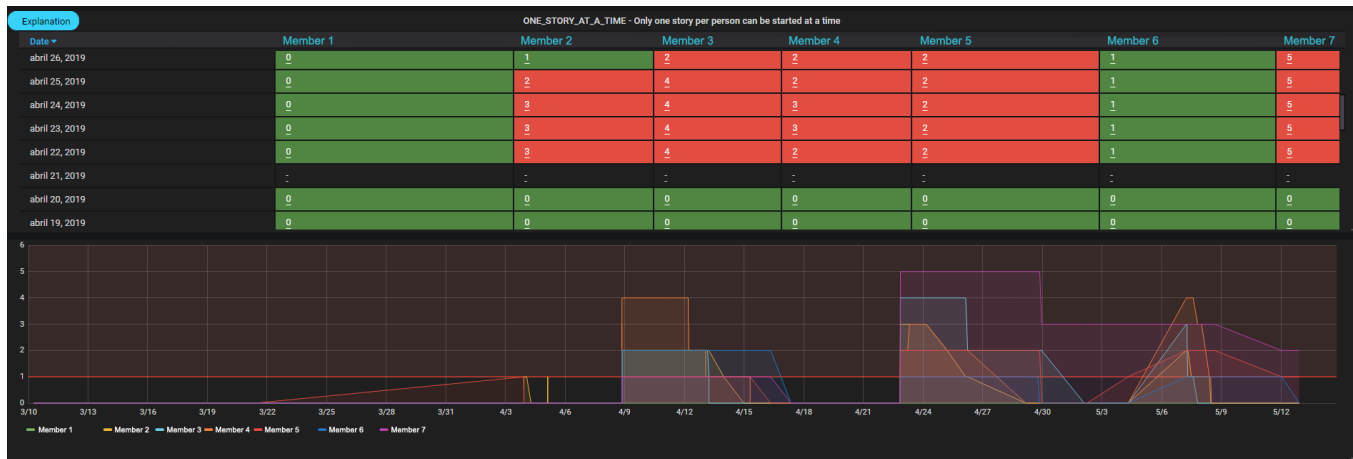 Explanation
ONE_STORY_AT_A_TIME - Only one story per person can be started at a time
Date Member 1 Member 2 Member 3 Member 4 Member 5 Member 6 Member 7
abril 26, 2019 0 1 2 2 2 1 5
abril 25, 2019 0 2 4 2 2 1 5
abril 24, 2019 0 3 4 3 2 1 5
abril 23, 2019 0 3 4 3 2 1 5
abril 22, 2019 0 3 4 2 2 1 5
abril 21, 2019 - - - - - - -
abril 20, 2019 0 0 0 0 0 0 0
abril 19, 2019 0 0 0 0 0 0 0
6
5
4
3
2
1
0
3/10 3/13 3/16 3/19 3/22 3/25 3/28 3/31 4/3 4/6 4/9 4/12 4/15 4/18 4/21 4/24 4/27 4/30 5/3 5/6 5/9 5/12
Member 1 Member 2 Member 3 Member 4 Member 5 Member 6 Member 7